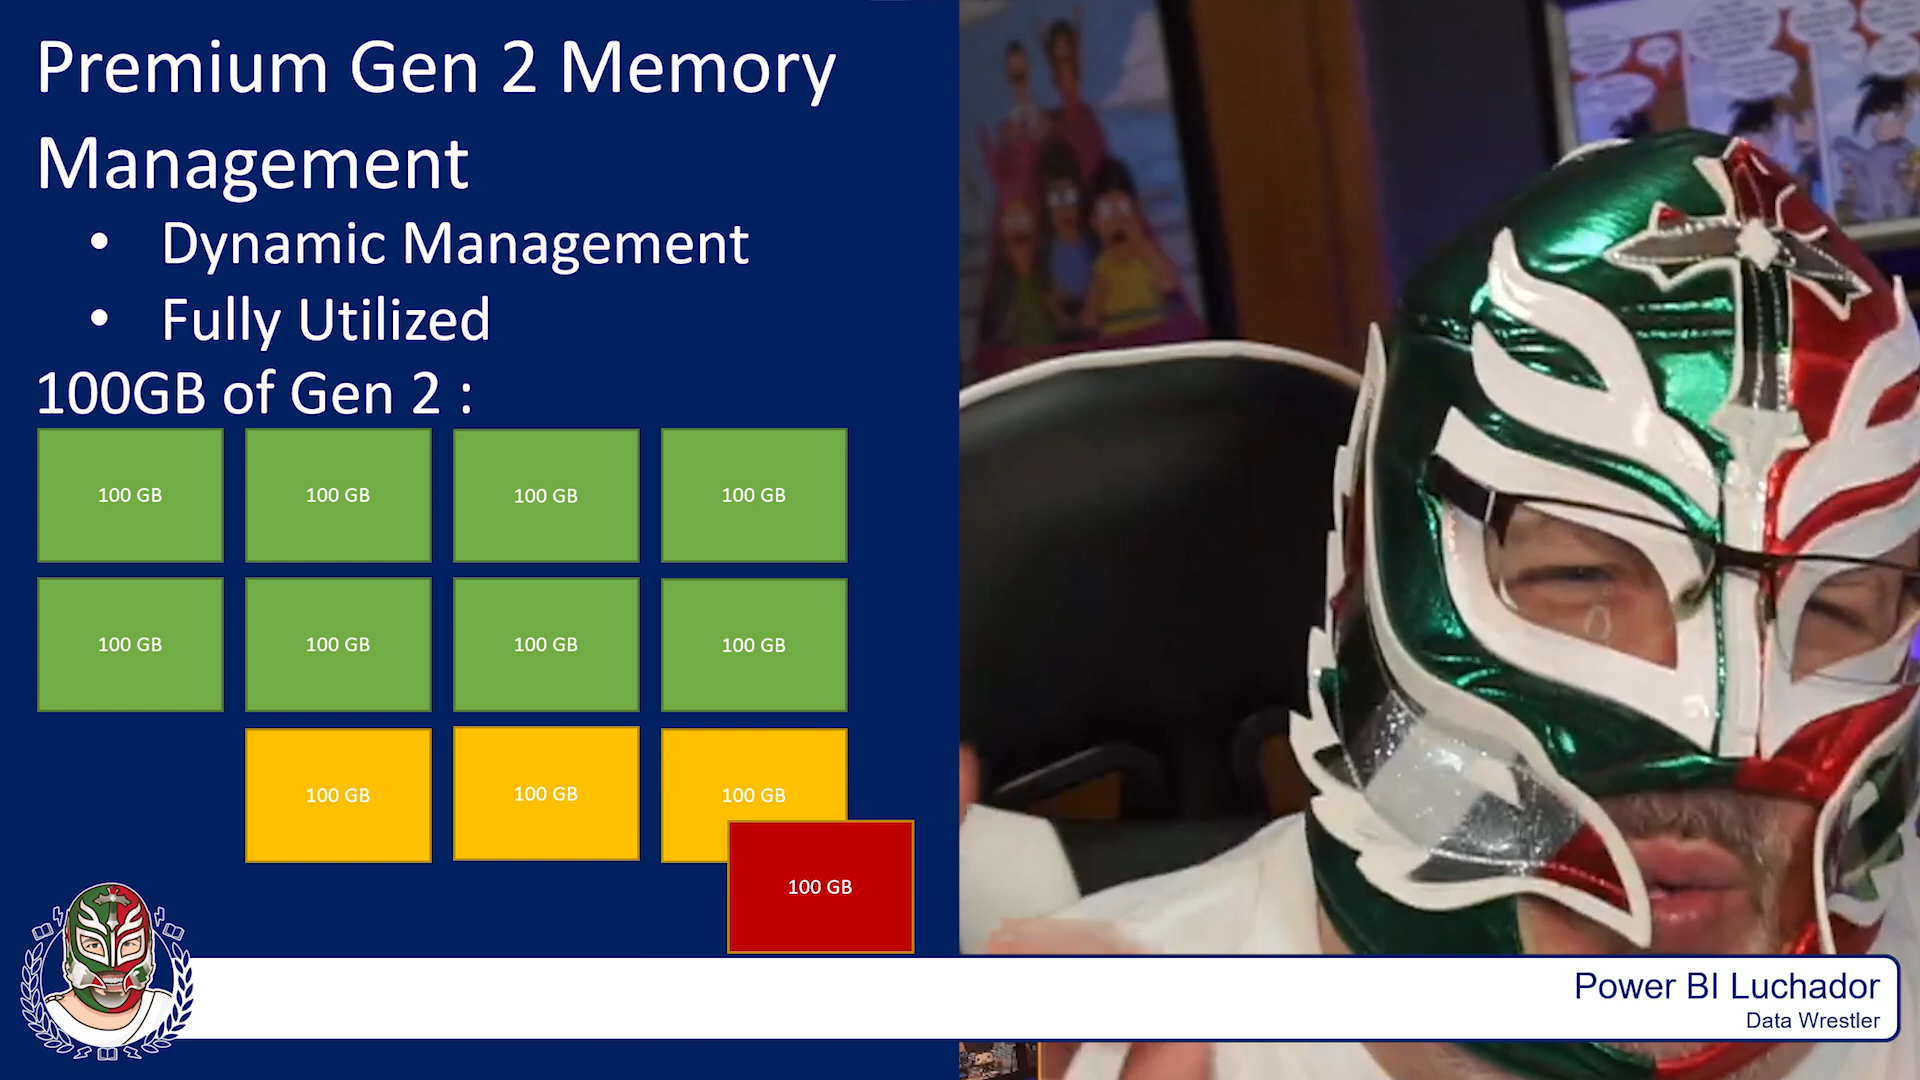 Premium Gen 2 Memory
Management
• Dynamic Management
• Fully Utilized
100GB of Gen 2 :
100 GB 100 GB 100 GB 100 GB
100 GB 100 GB 100 GB 100 GB
100 GB 100 GB 100 GB
100 GB
Power BI Luchador
Data Wrestler